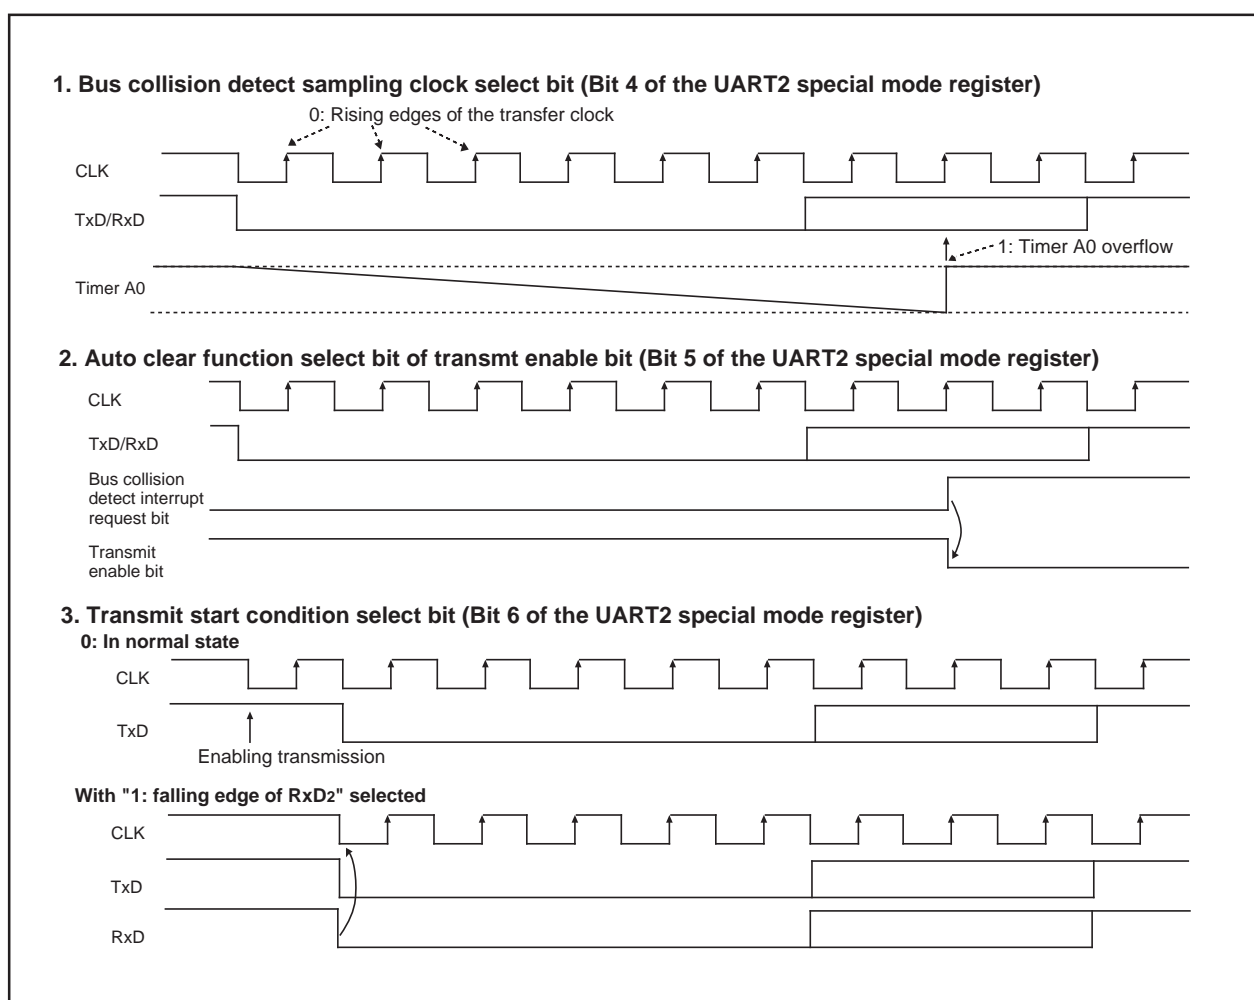 1. Bus collision detect sampling clock select bit (Bit 4 of the UART2 special mode register)
0: Rising edges of the transfer clock
CLK
TxD/RxD
1: Timer A0 overflow
Timer A0
2. Auto clear function select bit of transmt enable bit (Bit 5 of the UART2 special mode register)
CLK
TxD/RxD
Bus collision
detect interrupt
request bit
Transmit
enable bit
3. Transmit start condition select bit (Bit 6 of the UART2 special mode register)
0: In normal state
CLK
TxD
Enabling transmission
With "1: falling edge of RxD2" selected
CLK
TxD
RxD